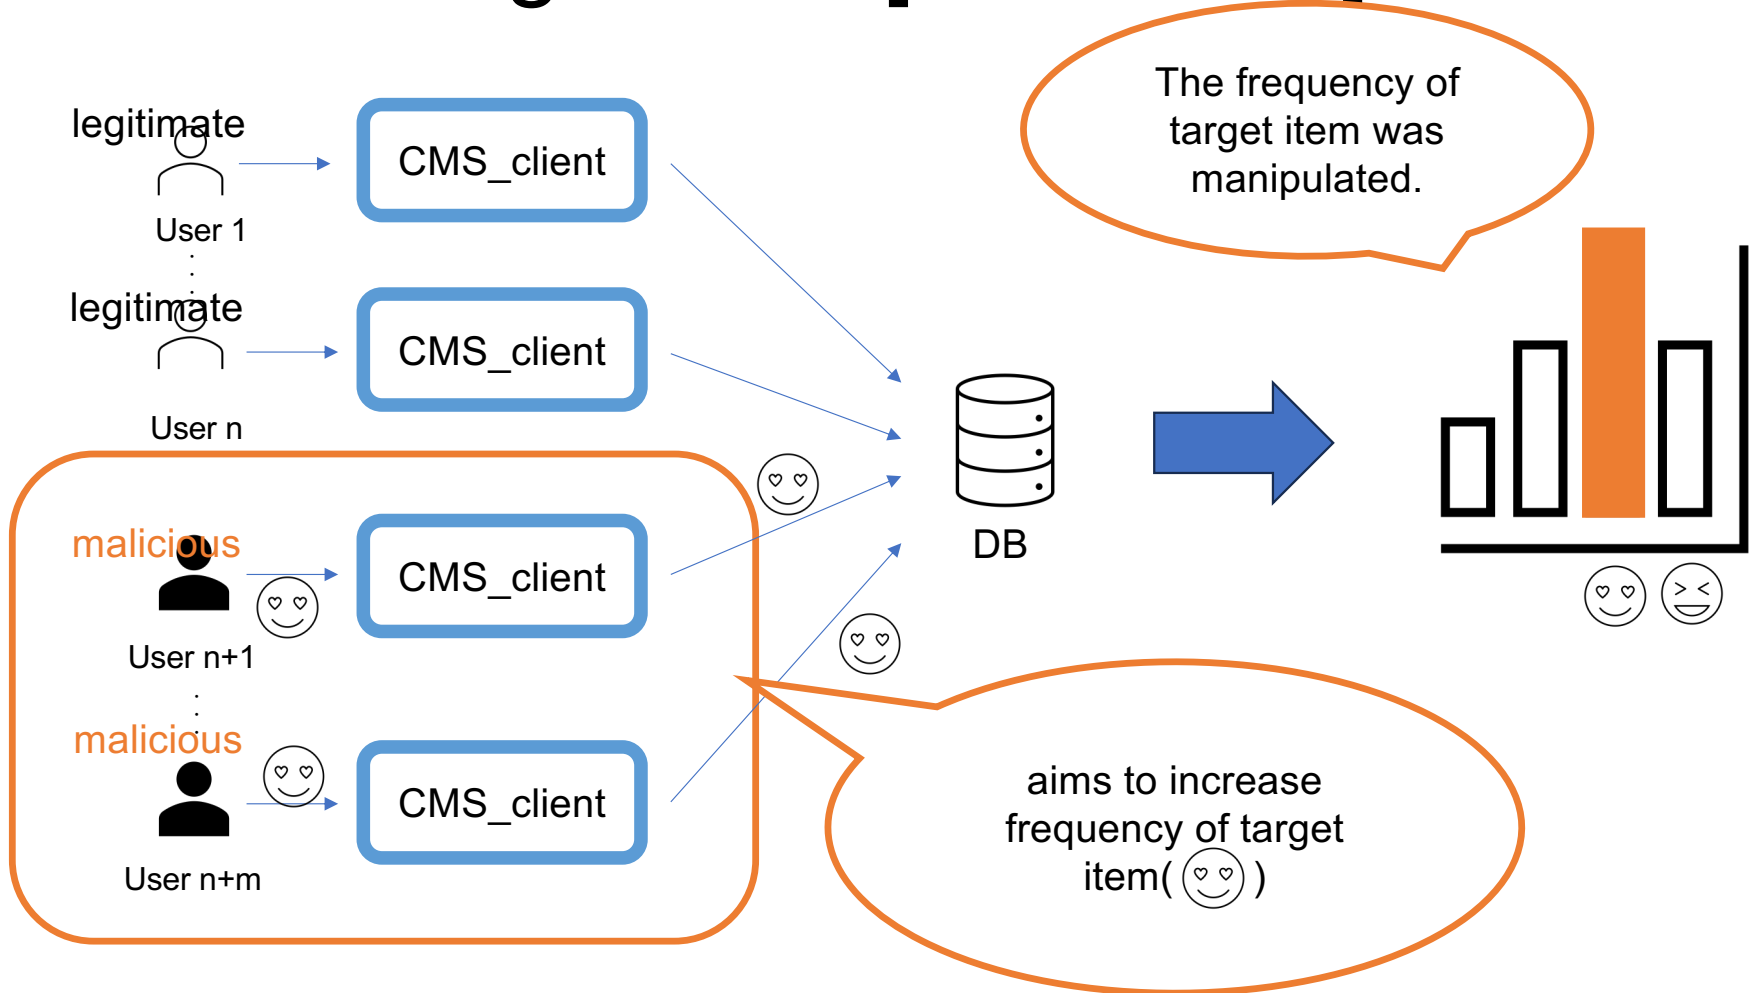 legitimate
CMS_client
User 1
legitimate
CMS_client
User n
malicious
CMS_client
User n+1
malicious
CMS_client
User n+m
DB
The frequency of
target item was
manipulated.
aims to increase
frequency of target
item( )